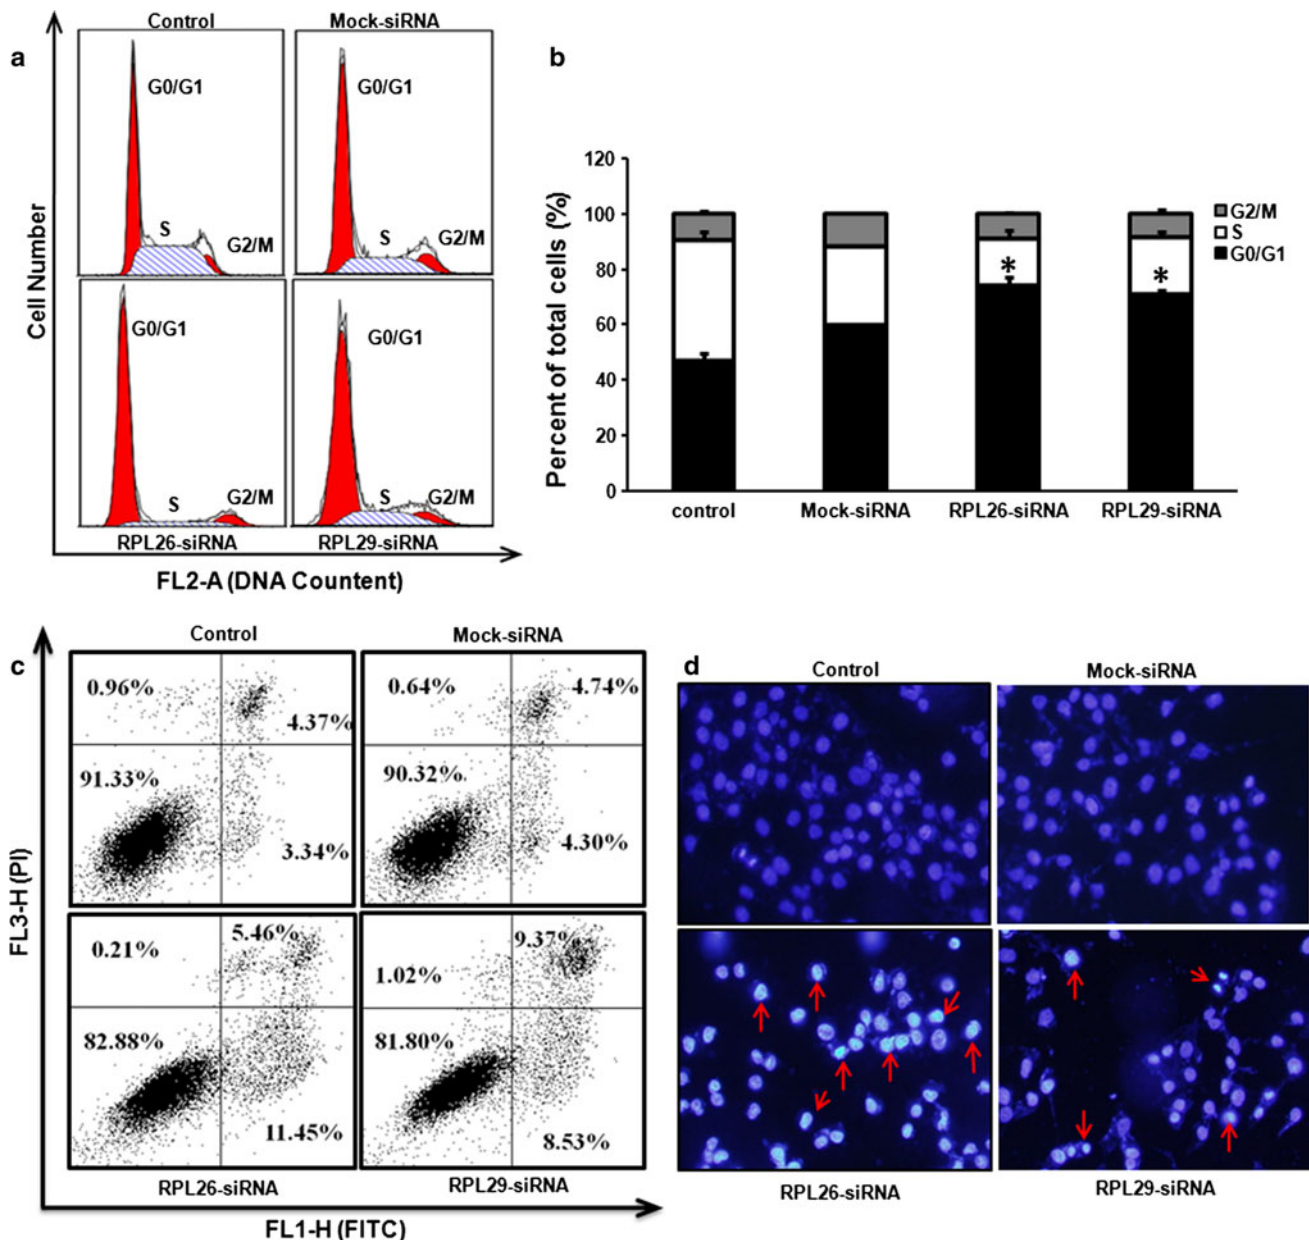 a
Control
Mock-siRNA
G0/G1
G0/G1
S
G2/M
S
G2/M
G0/G1
G0/G1
S
G2/M
S
G2/M
RPL26-siRNA
RPL29-siRNA
Cell Number
FL2-A (DNA Countent)
b
120
100
80
60
40
20
0
Percent of total cells (%)
*
*
control
Mock-siRNA
RPL26-siRNA
RPL29-siRNA
G2/M
S
G0/G1
c
Control
Mock-siRNA
0.96%
4.37%
91.33%
3.34%
0.64%
4.74%
90.32%
4.30%
0.21%
5.46%
82.88%
11.45%
1.02%
9.37%
81.80%
8.53%
RPL26-siRNA
RPL29-siRNA
FL3-H (PI)
FL1-H (FITC)
d
Control
Mock-siRNA
RPL26-siRNA
RPL29-siRNA